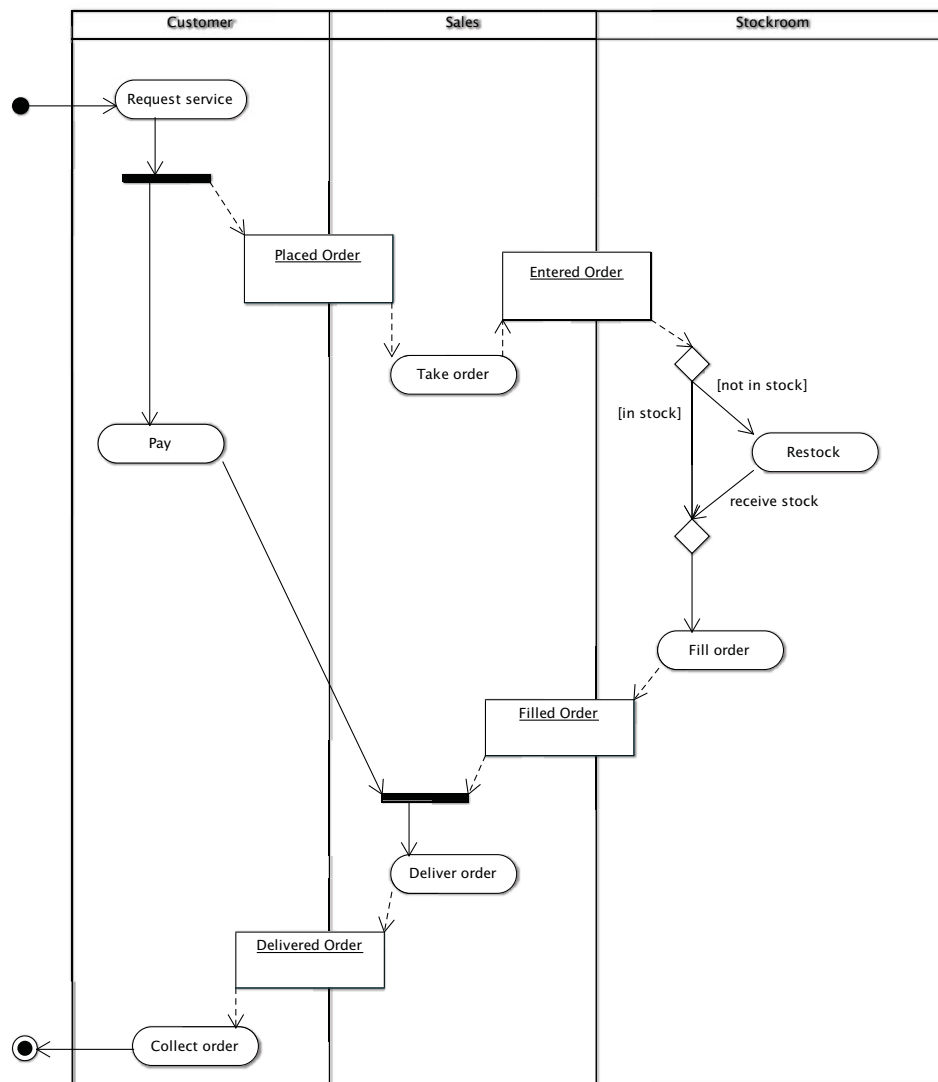 Customer
Sales
Stockroom
Request service
Placed Order
Entered Order
Take order
[not in stock]
[in stock]
Pay
Restock
receive stock
Fill order
Filled Order
Deliver order
Delivered Order
Collect order